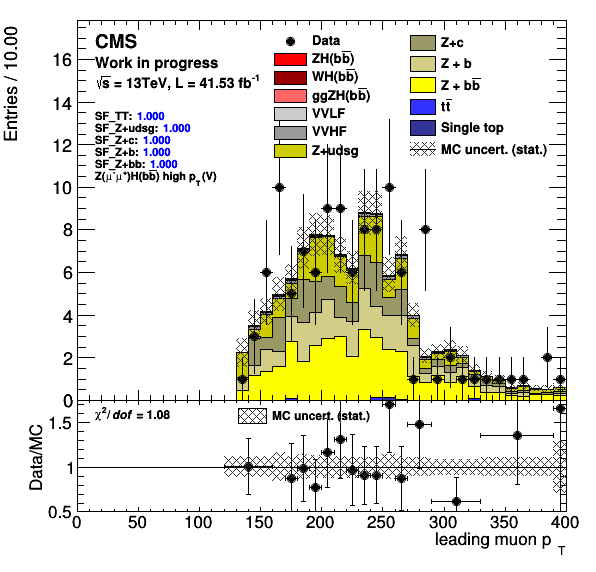 CMS
Work in progress
√s = 13TeV, L = 41.53 fb⁻¹
SF_TT: 1.000
SF_Z+udsg: 1.000
SF_Z+c: 1.000
SF_Z+b: 1.000
SF_Z+bb: 1.000
Z(μ⁻μ⁺)H(bb̅) high p_T(V)
Data
ZH(bb̅)
WH(bb̅)
ggZH(bb̅)
VVLF
VVHF
Z+udsg
Z+c
Z + b
Z + bb̅
tt̅
Single top
MC uncert. (stat.)
Entries / 10.00
16
14
12
10
8
6
4
2
0
χ²/ dof = 1.08
MC uncert. (stat.)
Data/MC
1.5
1
0.5
0 50 100 150 200 250 300 350 400
leading muon p_T